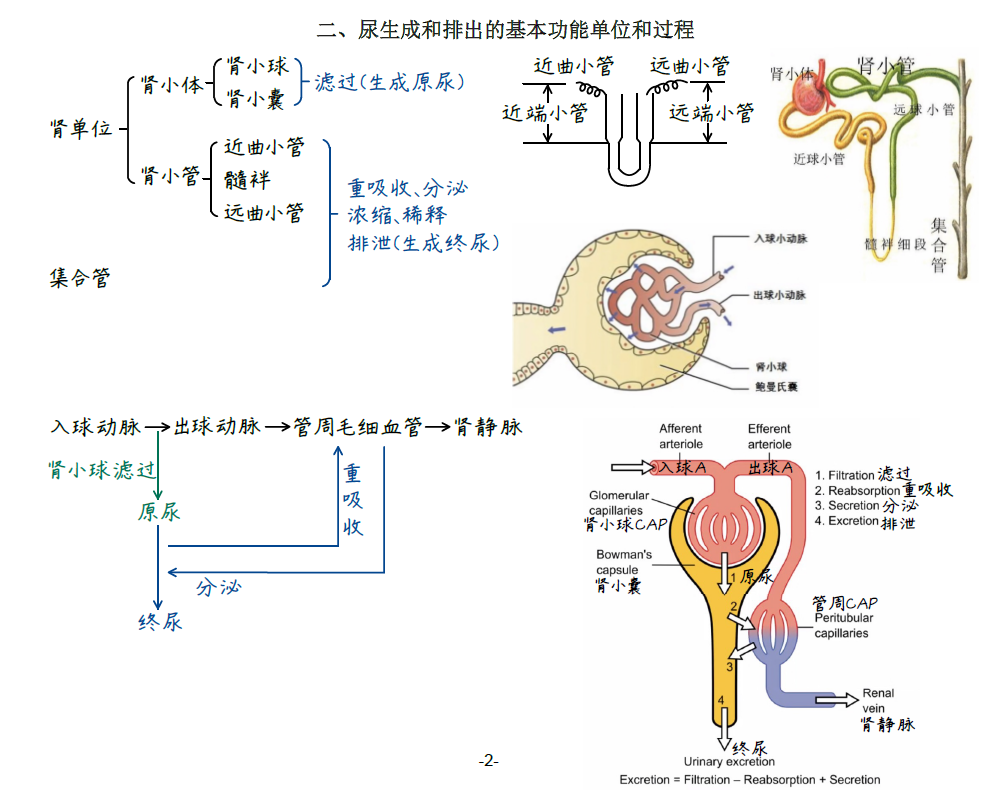 二、尿生成和排出的基本功能单位和过程
肾单位
肾小体
肾小球
肾小囊
滤过(生成原尿)
肾小管
近曲小管
髓袢
远曲小管
重吸收、分泌
浓缩、稀释
排泄(生成终尿)
集合管
近曲小管
远曲小管
近端小管
远端小管
肾小体
肾小管
远球小管
近球小管
髓袢细段
集合管
入球小动脉
出球小动脉
肾小球
鲍曼氏囊
入球动脉→出球动脉→管周毛细血管→肾静脉
肾小球滤过
原尿
重吸收
分泌
终尿
Afferent
arteriole
Efferent
arteriole
入球A
出球A
1. Filtration 滤过
2. Reabsorption 重吸收
3. Secretion 分泌
4. Excretion 排泄
Glomerular
capillaries
肾小球CAP
Bowman's
capsule
肾小囊
1 原尿
2
管周CAP
Peritubular
capillaries
3
4
Renal
vein
肾静脉
终尿
Urinary excretion
Excretion = Filtration – Reabsorption + Secretion
-2-